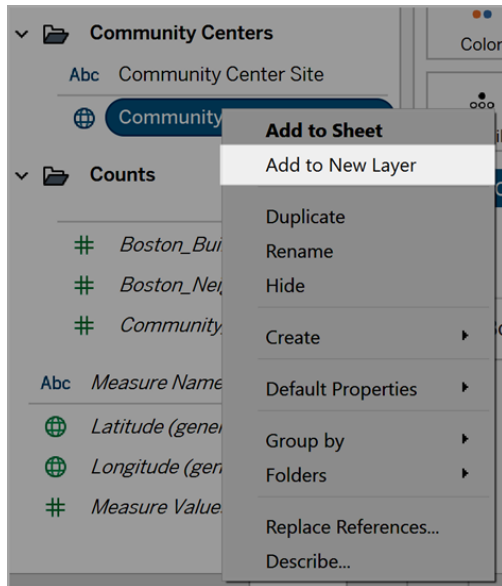 Community Centers
Abc Community Center Site
Community
Counts
Boston_Bui
Boston_Nei
Community
Abc Measure Name
Latitude (gene
Longitude (gen
Measure Value
Color
Add to Sheet
Add to New Layer
Duplicate
Rename
Hide
Create
Default Properties
Group by
Folders
Replace References...
Describe...